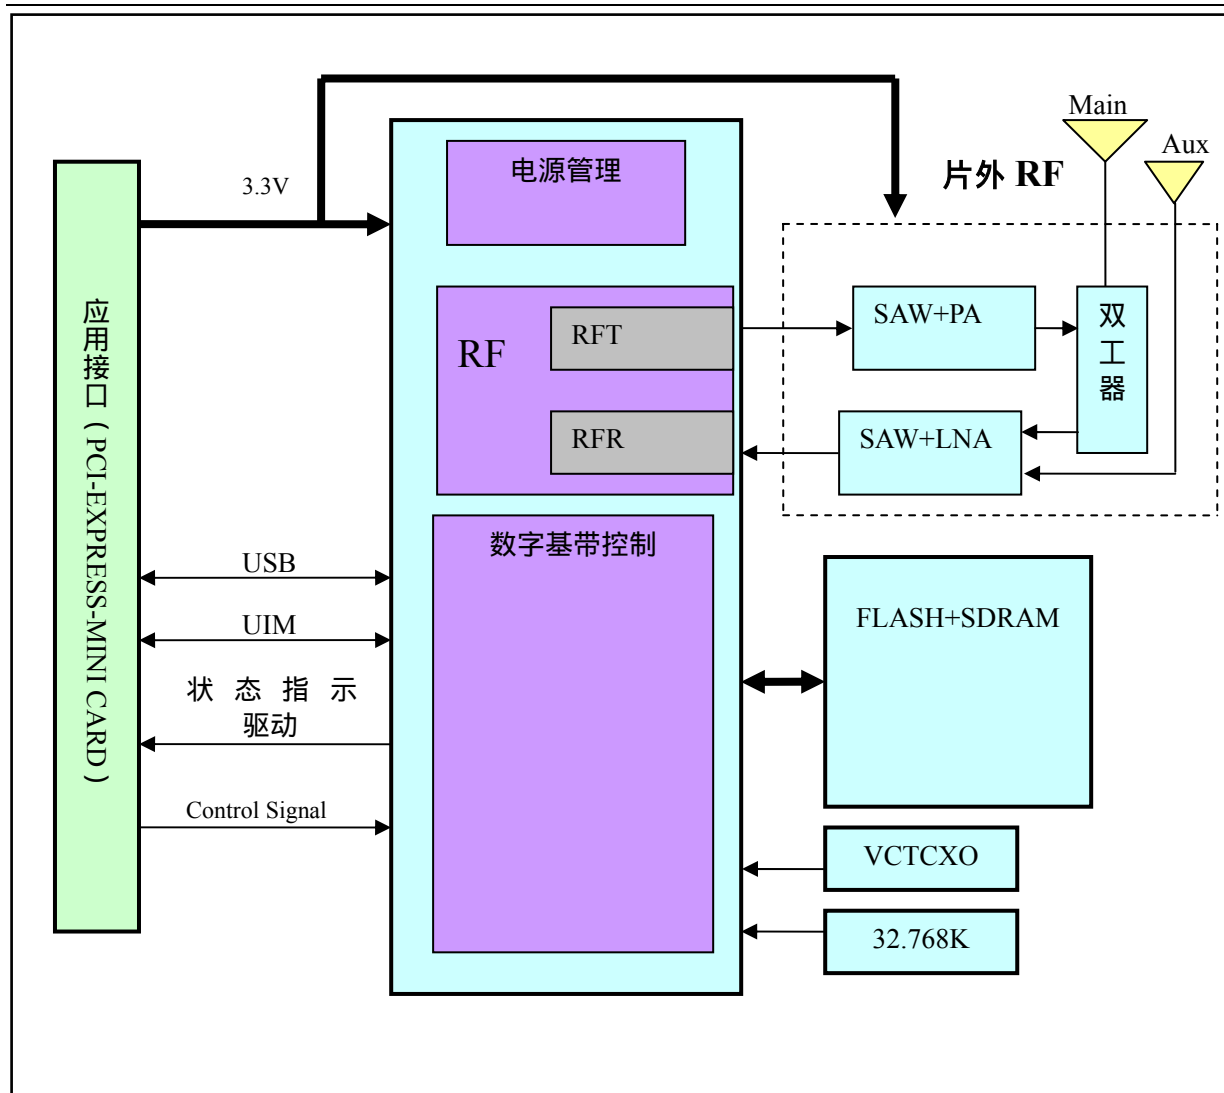 Main
Aux
片外 RF
3.3V
电源管理
应用接口（PCI-EXPRESS-MINI CARD）
RF
RFT
RFR
SAW+PA
双工器
SAW+LNA
数字基带控制
USB
UIM
状 态 指 示
驱动
Control Signal
FLASH+SDRAM
VCTCXO
32.768K